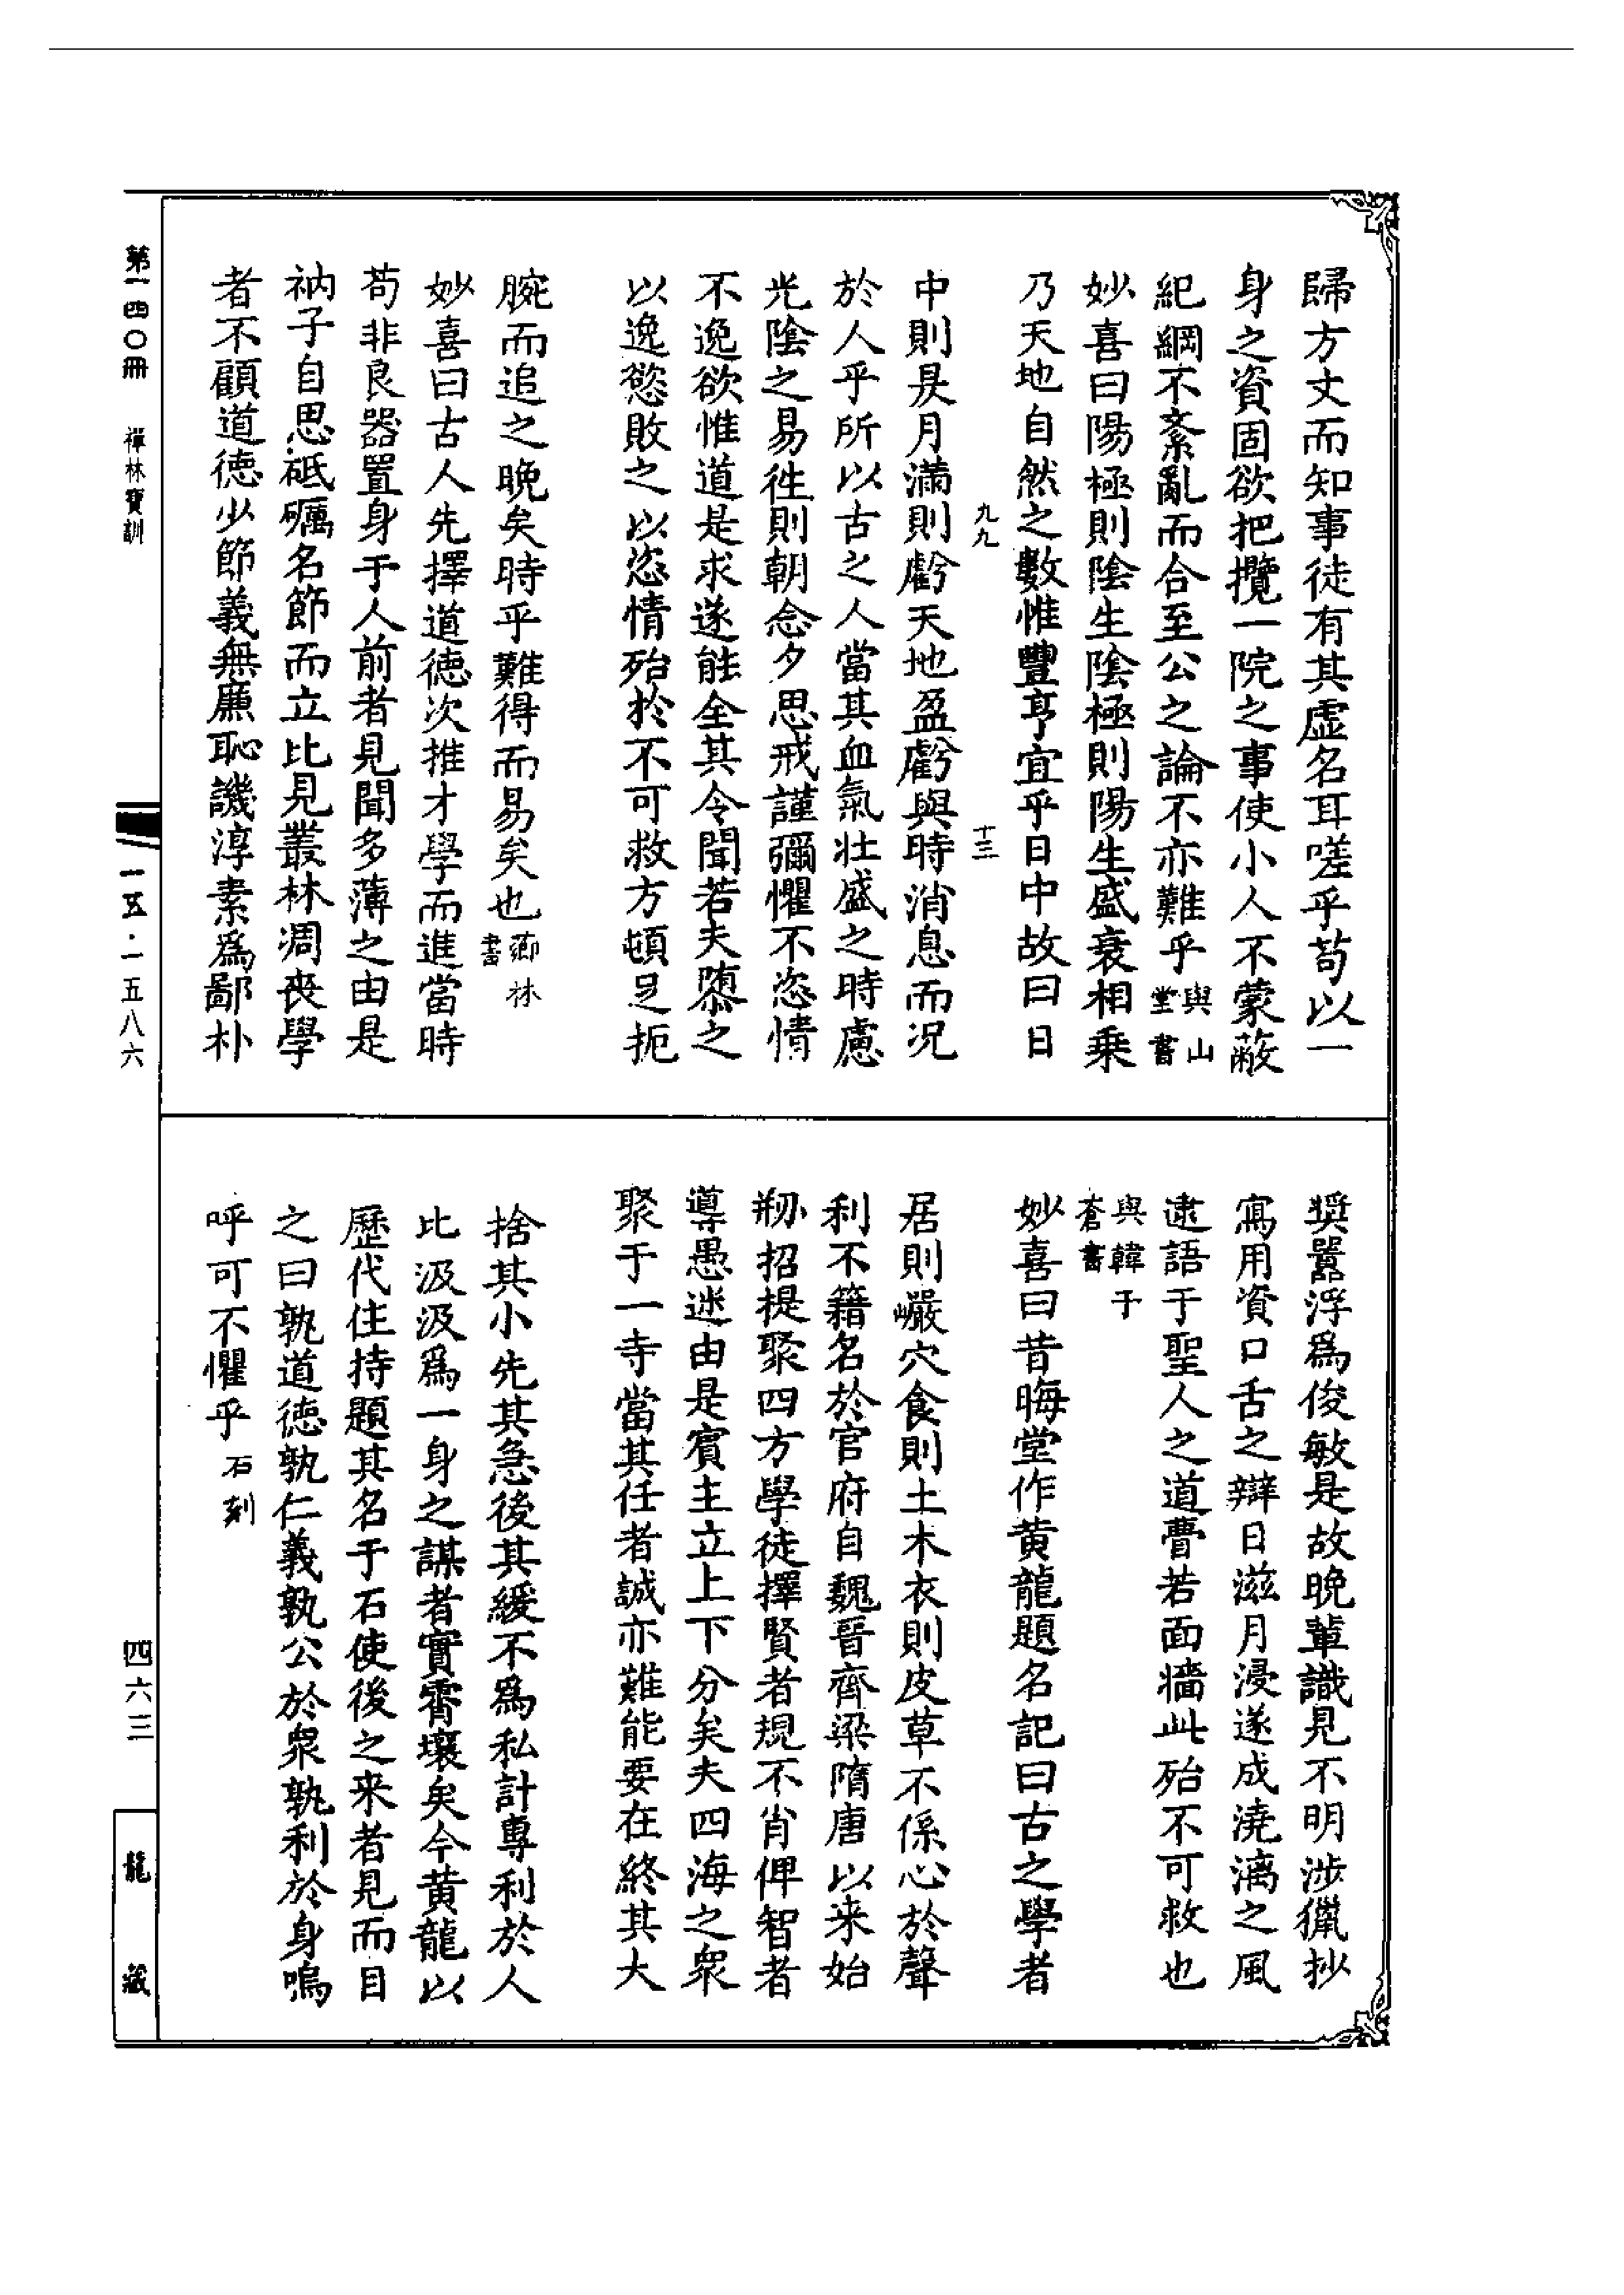 歸方丈而知事徒有其虛名耳嗟乎苟以一
身之資固欲把攬一院之事使小人不蒙蔽
紀綱不紊亂而合至公之論不亦難乎與山
堂書
妙喜曰陽極則陰生陰極則陽生盛衰相乗
乃天地自然之數惟豐亨宜乎日中故曰日
九九
十三
中則昃月滿則虧天地盈虧與時消息而况
於人乎所以古之人當其血氣壯盛之時慮
光陰之易徃則朝念夕思戒謹彌懼不恣情
不逸欲惟道是求遂能全其令聞若夫隳之
以逸慾敗之以恣情殆於不可救方頓足扼
腕而追之晚矣時乎難得而易矣也薌林
書
妙喜曰古人先擇道德次推才學而進當時
苟非良器置身于人前者見聞多薄之由是
衲子自思砥礪名節而立比見叢林凋喪學
者不顧道德少節義無廉恥譏淳素爲鄙朴
奬囂浮爲俊敏是故晚輩識見不明涉獵抄
寫用資口舌之辯日滋月浸遂成澆漓之風
逮語于聖人之道瞢若面牆此殆不可救也
與韓子
蒼書
妙喜曰昔晦堂作黄龍題名記曰古之學者
居則巖穴食則土木衣則皮草不係心於聲
利不籍名於官府自魏晉齊梁隋唐以来始
剏招提聚四方學徒擇賢者規不肖俾智者
導愚迷由是賓主立上下分矣夫四海之衆
聚于一寺當其任者誠亦難能要在終其大
捨其小先其急後其緩不爲私計專利於人
比汲汲爲一身之謀者實霄壤矣今黄龍以
歷代住持題其名于石使後之来者見而目
之曰孰道德孰仁義孰公於衆孰利於身嗚
呼可不懼乎石刻
第一四〇冊 禪林寶訓
一五·一五八六
四六三
龍藏